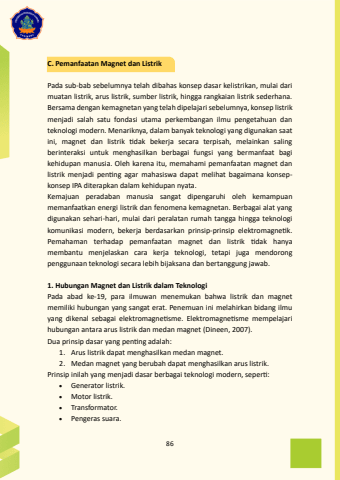 C. Pemanfaatan Magnet dan Listrik
Pada sub-bab sebelumnya telah dibahas konsep dasar kelistrikan, mulai dari
muatan listrik, arus listrik, sumber listrik, hingga rangkaian listrik sederhana.
Bersama dengan kemagnetan yang telah dipelajari sebelumnya, konsep listrik
menjadi salah satu fondasi utama perkembangan ilmu pengetahuan dan
teknologi modern. Menariknya, dalam banyak teknologi yang digunakan saat
ini, magnet dan listrik tidak bekerja secara terpisah, melainkan saling
berinteraksi untuk menghasilkan berbagai fungsi yang bermanfaat bagi
kehidupan manusia. Oleh karena itu, memahami pemanfaatan magnet dan
listrik menjadi penting agar mahasiswa dapat melihat bagaimana konsep-
konsep IPA diterapkan dalam kehidupan nyata.
Kemajuan peradaban manusia sangat dipengaruhi oleh kemampuan
memanfaatkan energi listrik dan fenomena kemagnetan. Berbagai alat yang
digunakan sehari-hari, mulai dari peralatan rumah tangga hingga teknologi
komunikasi modern, bekerja berdasarkan prinsip-prinsip elektromagnetik.
Pemahaman terhadap pemanfaatan magnet dan listrik tidak hanya
membantu menjelaskan cara kerja teknologi, tetapi juga mendorong
penggunaan teknologi secara lebih bijaksana dan bertanggung jawab.
1. Hubungan Magnet dan Listrik dalam Teknologi
Pada abad ke-19, para ilmuwan menemukan bahwa listrik dan magnet
memiliki hubungan yang sangat erat. Penemuan ini melahirkan bidang ilmu
yang dikenal sebagai elektromagnetisme. Elektromagnetisme mempelajari
hubungan antara arus listrik dan medan magnet (Dineen, 2007).
Dua prinsip dasar yang penting adalah:
1. Arus listrik dapat menghasilkan medan magnet.
2. Medan magnet yang berubah dapat menghasilkan arus listrik.
Prinsip inilah yang menjadi dasar berbagai teknologi modern, seperti:
• Generator listrik.
• Motor listrik.
• Transformator.
• Pengeras suara.
86